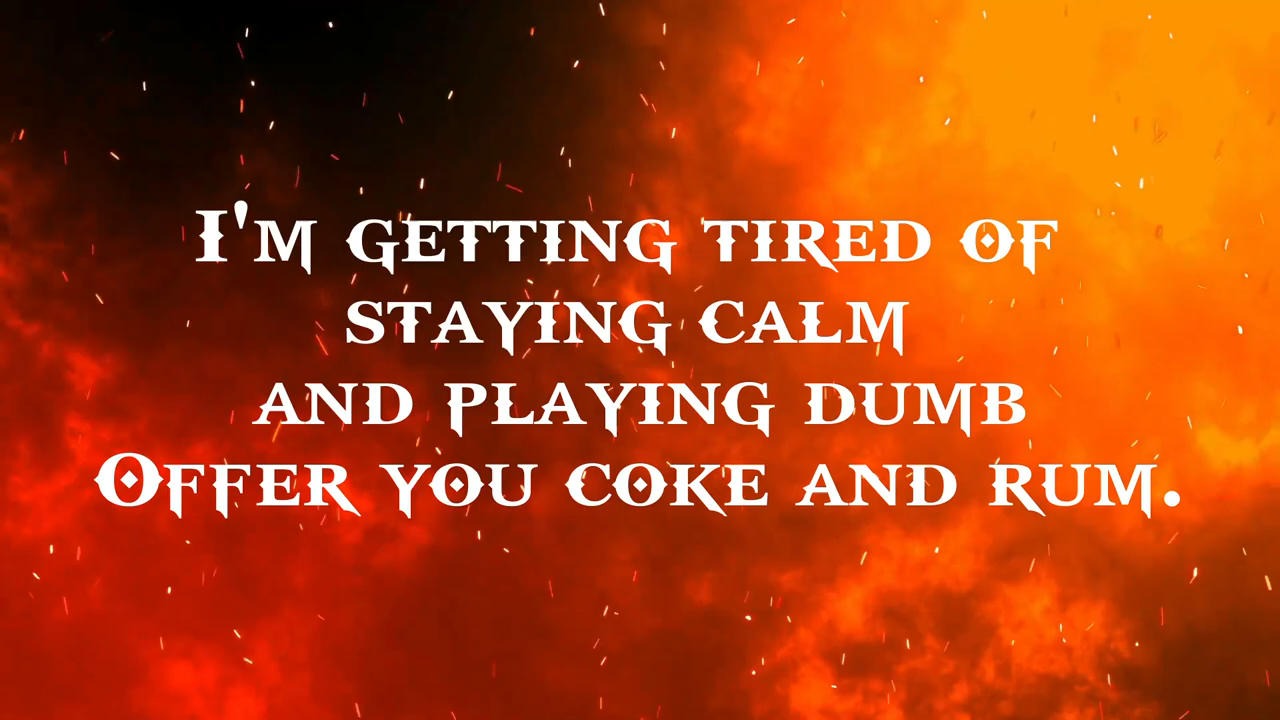 I'm getting tired of
staying calm
and playing dumb
Offer you coke and rum.